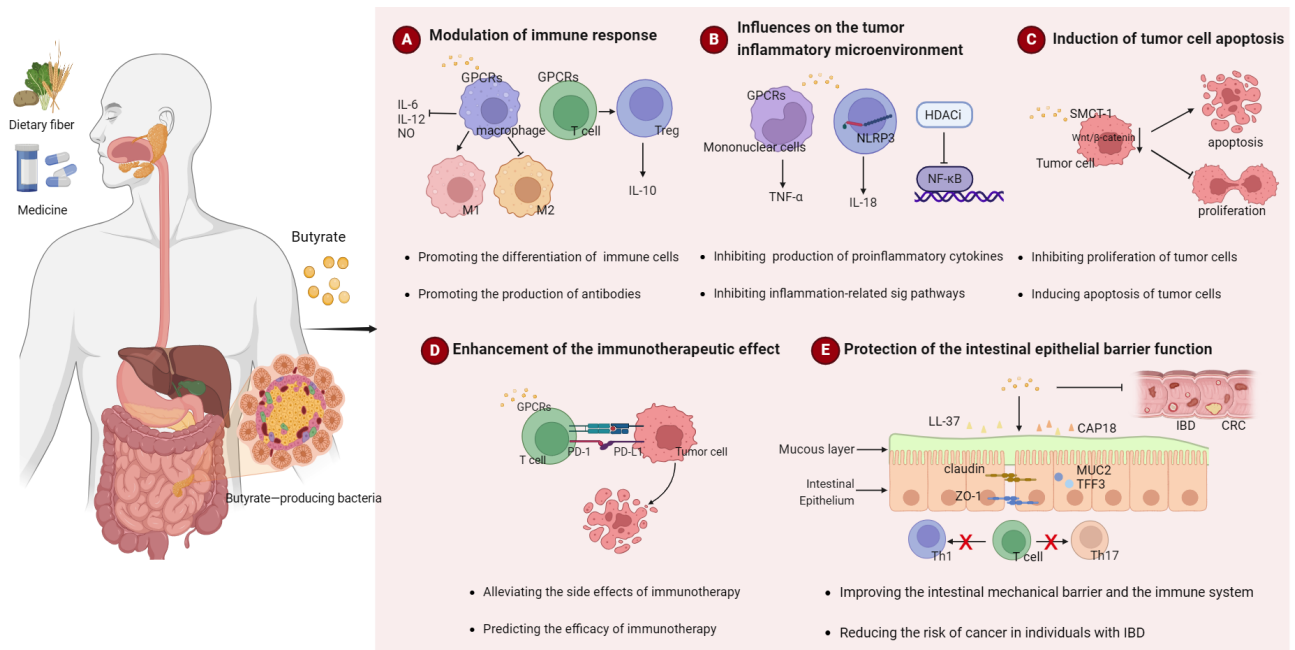 Dietary fiber
Medicine
Butyrate
Butyrate—producing bacteria
A Modulation of immune response
GPCRs
GPCRs
IL-6
IL-12
NO
macrophage
T cell
Treg
M1
M2
IL-10
• Promoting the differentiation of immune cells
• Promoting the production of antibodies
B Influences on the tumor
inflammatory microenvironment
GPCRs
Mononuclear cells
NLRP3
HDACi
NF-κB
TNF-α
IL-18
• Inhibiting production of proinflammatory cytokines
• Inhibiting inflammation-related sig pathways
C Induction of tumor cell apoptosis
SMCT-1
Wnt/β-catenin
Tumor cell
apoptosis
proliferation
• Inhibiting proliferation of tumor cells
• Inducing apoptosis of tumor cells
D Enhancement of the immunotherapeutic effect
GPCRs
T cell
PD-1
PD-L1
Tumor cell
• Alleviating the side effects of immunotherapy
• Predicting the efficacy of immunotherapy
E Protection of the intestinal epithelial barrier function
LL-37
CAP18
IBD
CRC
Mucous layer
claudin
MUC2
TFF3
Intestinal
Epithelium
ZO-1
Th1
X
T cell
X
Th17
• Improving the intestinal mechanical barrier and the immune system
• Reducing the risk of cancer in individuals with IBD